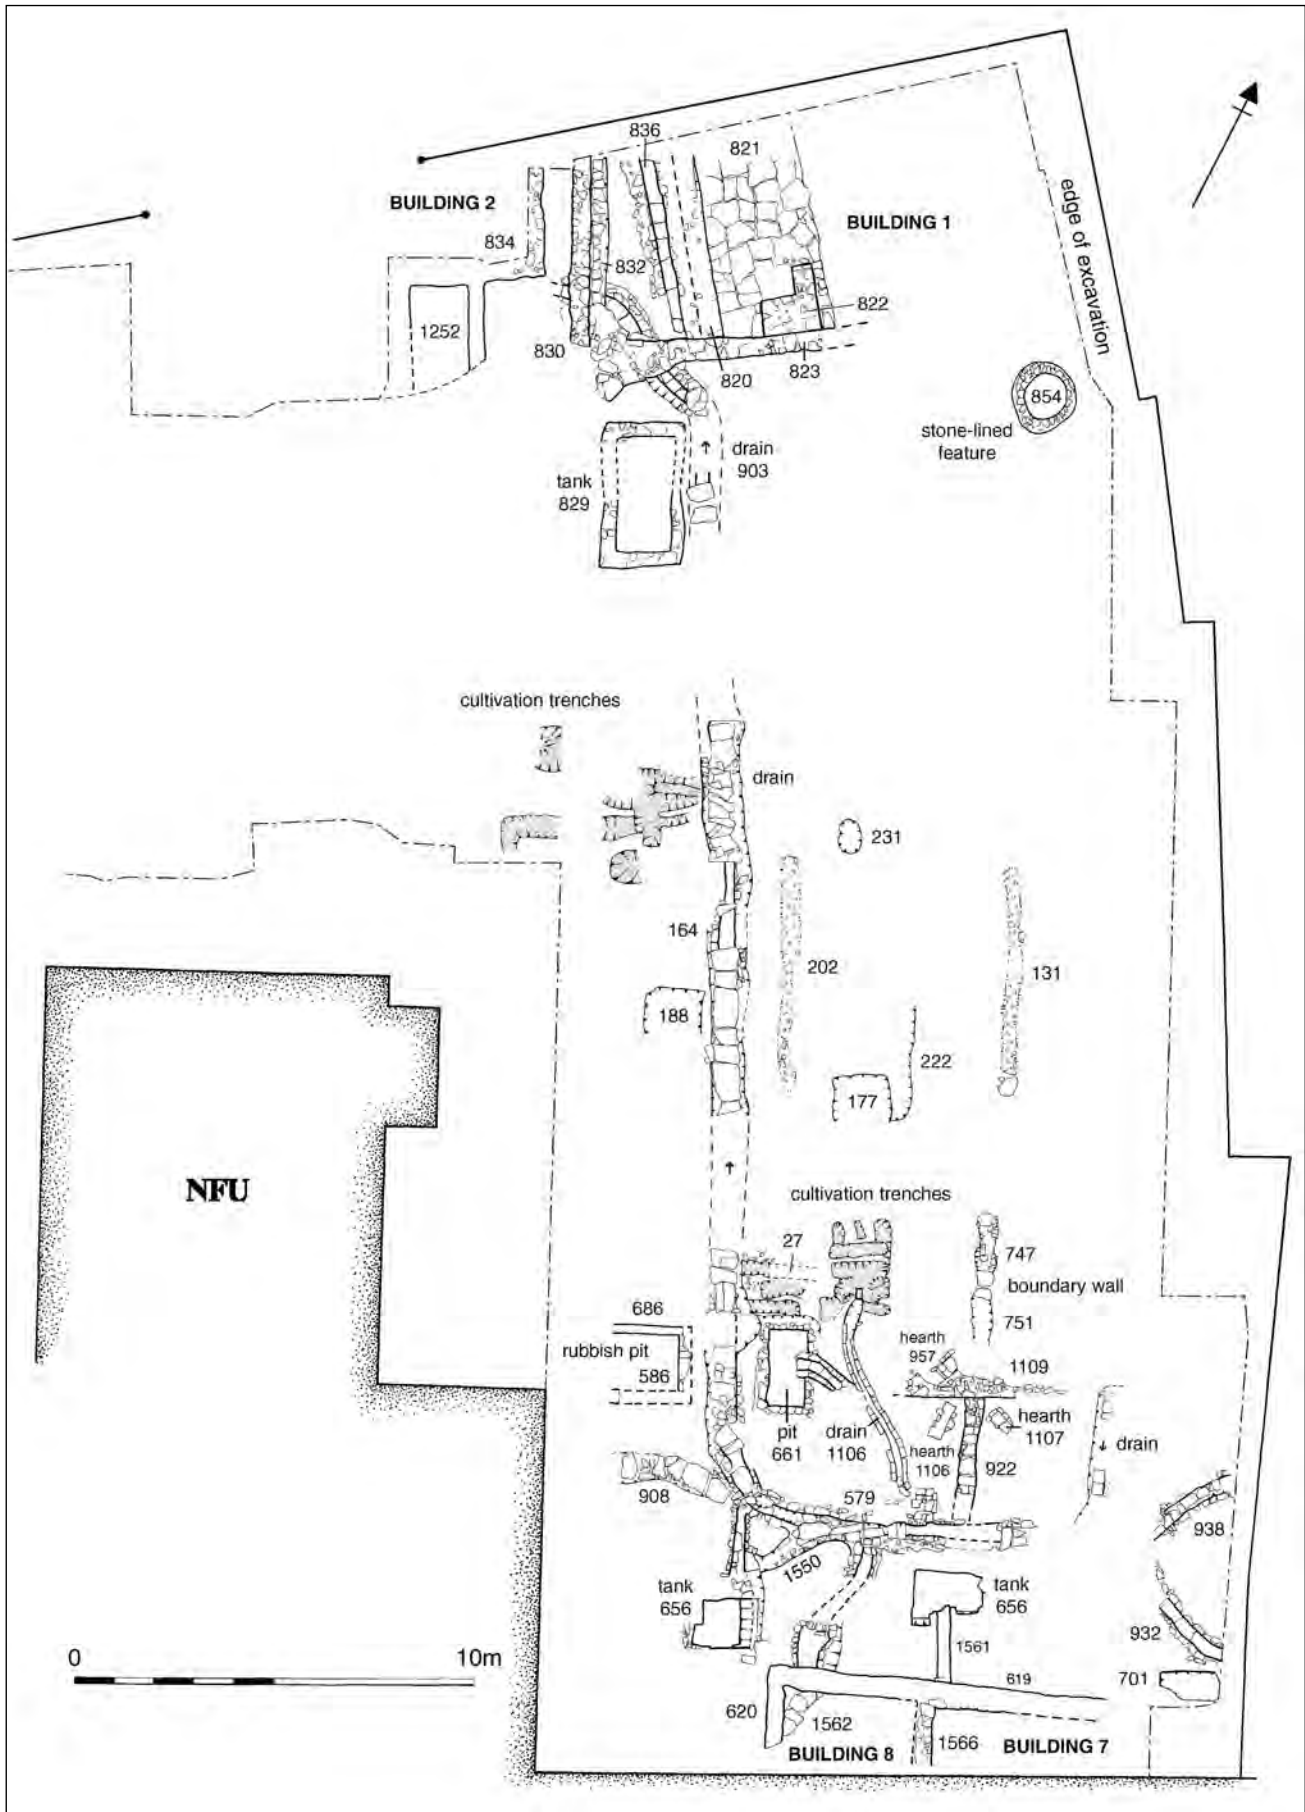 836
821
BUILDING 2
BUILDING 1
edge of excavation
834
832
822
1252
830
820
823
854
stone-lined
feature
drain
903
tank
829
cultivation trenches
drain
231
164
202
131
188
222
177
NFU
cultivation trenches
27
747
boundary wall
686
751
rubbish pit
hearth
957
1109
586
hearth
1107
pit
661
drain
1106
hearth
1106
drain
922
908
579
938
1550
tank
656
tank
656
932
0
10m
1561
619
701
620
1562
1566
BUILDING 7
BUILDING 8